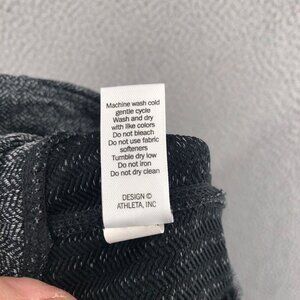 Machine wash cold
gentle cycle
Wash and dry
with like colors
Do not bleach
Do not use fabric
softeners
Tumble dry low
Do not iron
Do not dry clean
DESIGN ©
ATHLETA, INC